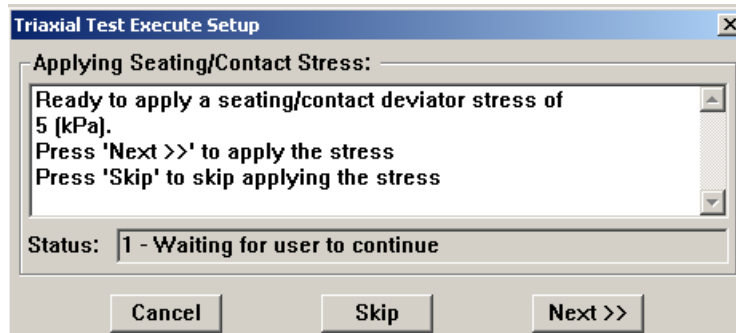 Triaxial Test Execute Setup
Applying Seating/Contact Stress:
Ready to apply a seating/contact deviator stress of
5 (kPa).
Press 'Next >>' to apply the stress
Press 'Skip' to skip applying the stress
Status: 1 - Waiting for user to continue
Cancel Skip Next >>